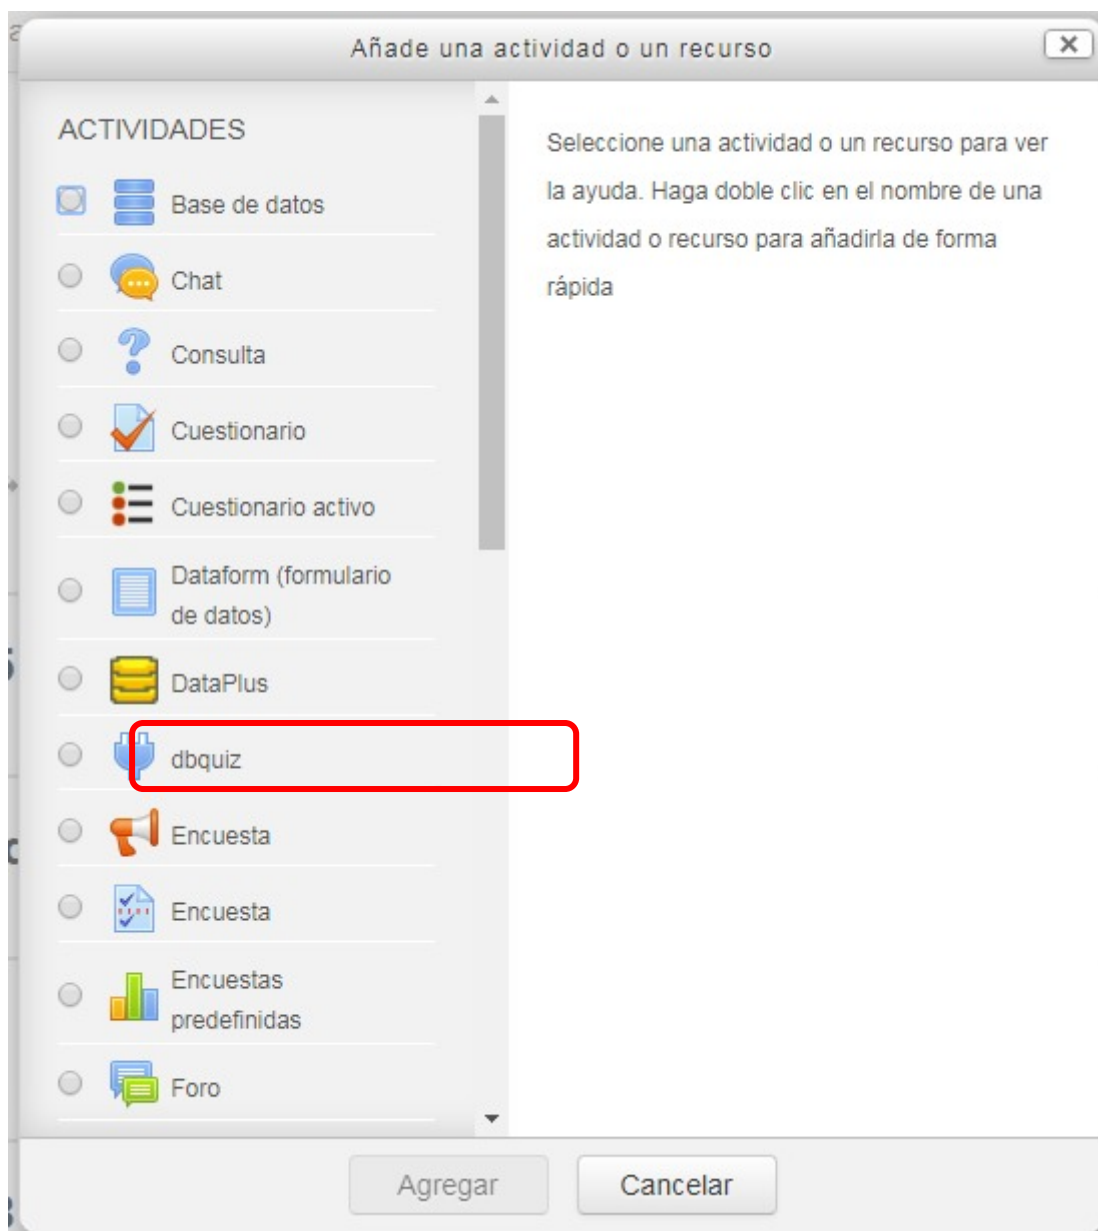 Añade una actividad o un recurso
ACTIVIDADES
Base de datos
Chat
Consulta
Cuestionario
Cuestionario activo
Dataform (formulario
de datos)
DataPlus
dbquiz
Encuesta
Encuesta
Encuestas
predefinidas
Foro
Seleccione una actividad o un recurso para ver
la ayuda. Haga doble clic en el nombre de una
actividad o recurso para añadirla de forma
rápida
Agregar
Cancelar